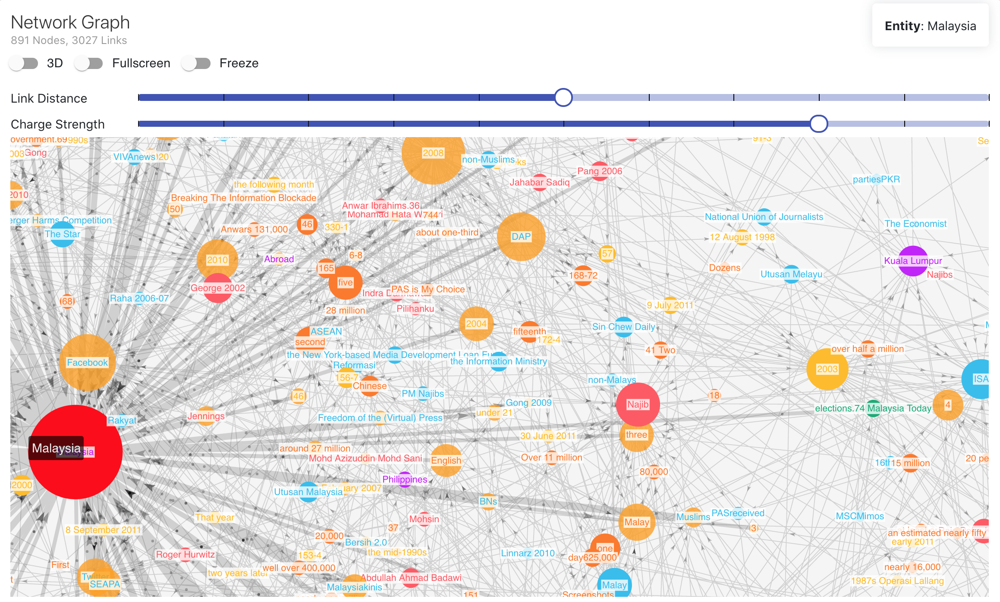 Network Graph
Entity: Malaysia
891 Nodes, 3027 Links
3D Fullscreen Freeze
Link Distance
Charge Strength
overnment.69 990s
91-3
Se
003 Gong
VIVAnews 020
2008
non-Muslims
Pang 2006
Jahabar Sadiq
partiesPKR
the following month
2010
Breaking The Information Blockade
50
Anwar Ibrahims.36
Mohamad Hata W 744 i
National Union of Journalists
erger Harms Competition
The Star
Anwars 131,000
46
330-1
about one-third
DAP
The Economist
12 August 1998
57
2010
Abroad
6-8
Kuala Lumpur
165
Dozens
168-72
Utusan Melayu
Najibs
five
George 2002
PAS is My Choice
Indra
68
Raha 2006-07
28 million
Pilihanku
9 July 2011
2004
ASEAN
fifteenth
Sin Chew Daily
second
172-4
the New York-based Media Development Loan Fu
41 Two
over half a million
Facebook
Reformasi
the Information Ministry
2003
156-7
non-Malays
ISA
Chinese
46
PM Najibs
18
Gong 2009
Najib
4
elections.74 Malaysia Today
Jennings
Freedom of the (Virtual) Press
under 21
Rakyat
30 June 2011
three
Malaysia
around 27 million
Mohd Azizuddin Mohd Sani
English
Over 11 million
16th
15 million
20 pe
80,000
Philippines
2000
Utusan Malaysia
uary 2007
BNs
That year
Mohsin
Malay
Muslims
PASreceived
MSCMimos
8 September 2011
37
3
20,000
Bersih 2.0
an estimated nearly fifty
early 2011
Roger Hurwitz
153-4
the mid-1990s
Linnarz 2010
one
day625,000
First
two years later
well over 400,000
nearly 16,000
Twitter
SEAPA
Abdullah Ahmad Badawi
1987s Operasi Lallang
t
Malaysiakinis
Malay
151
Screenshots